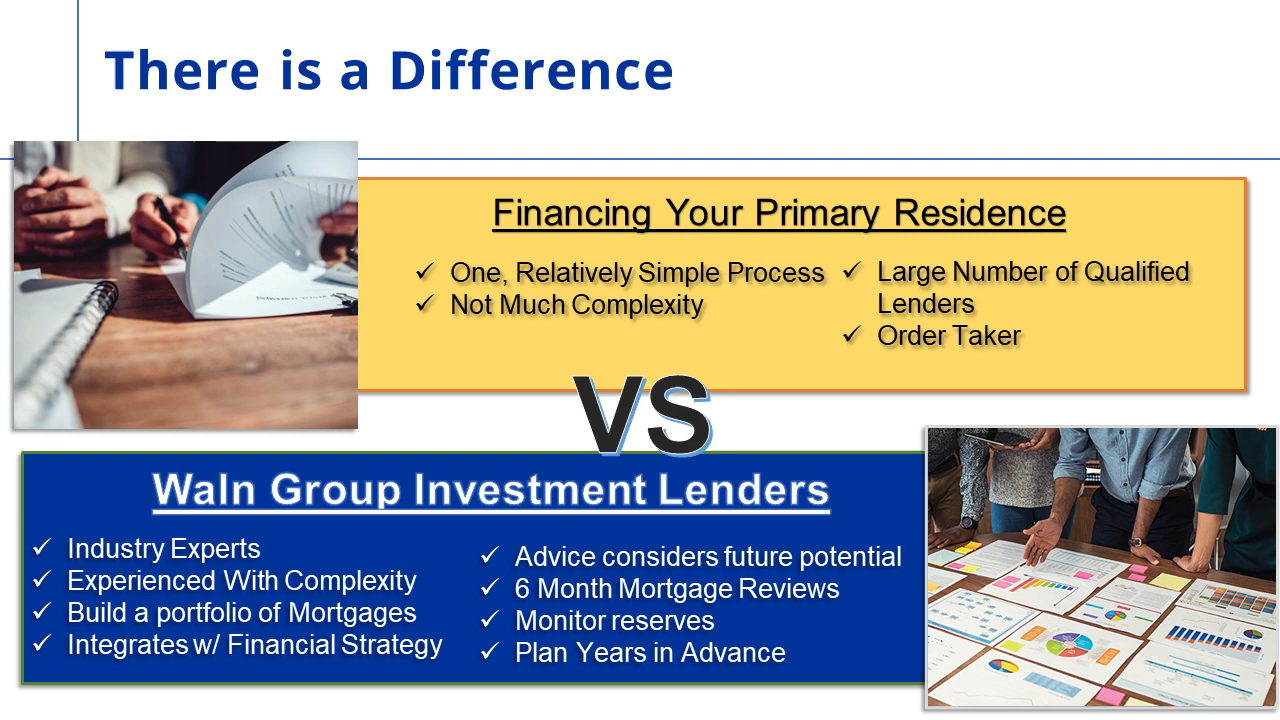 There is a Difference
Financing Your Primary Residence
✓ One, Relatively Simple Process
✓ Not Much Complexity
✓ Large Number of Qualified
Lenders
✓ Order Taker
VS
Waln Group Investment Lenders
✓ Industry Experts
✓ Experienced With Complexity
✓ Build a portfolio of Mortgages
✓ Integrates w/ Financial Strategy
✓ Advice considers future potential
✓ 6 Month Mortgage Reviews
✓ Monitor reserves
✓ Plan Years in Advance